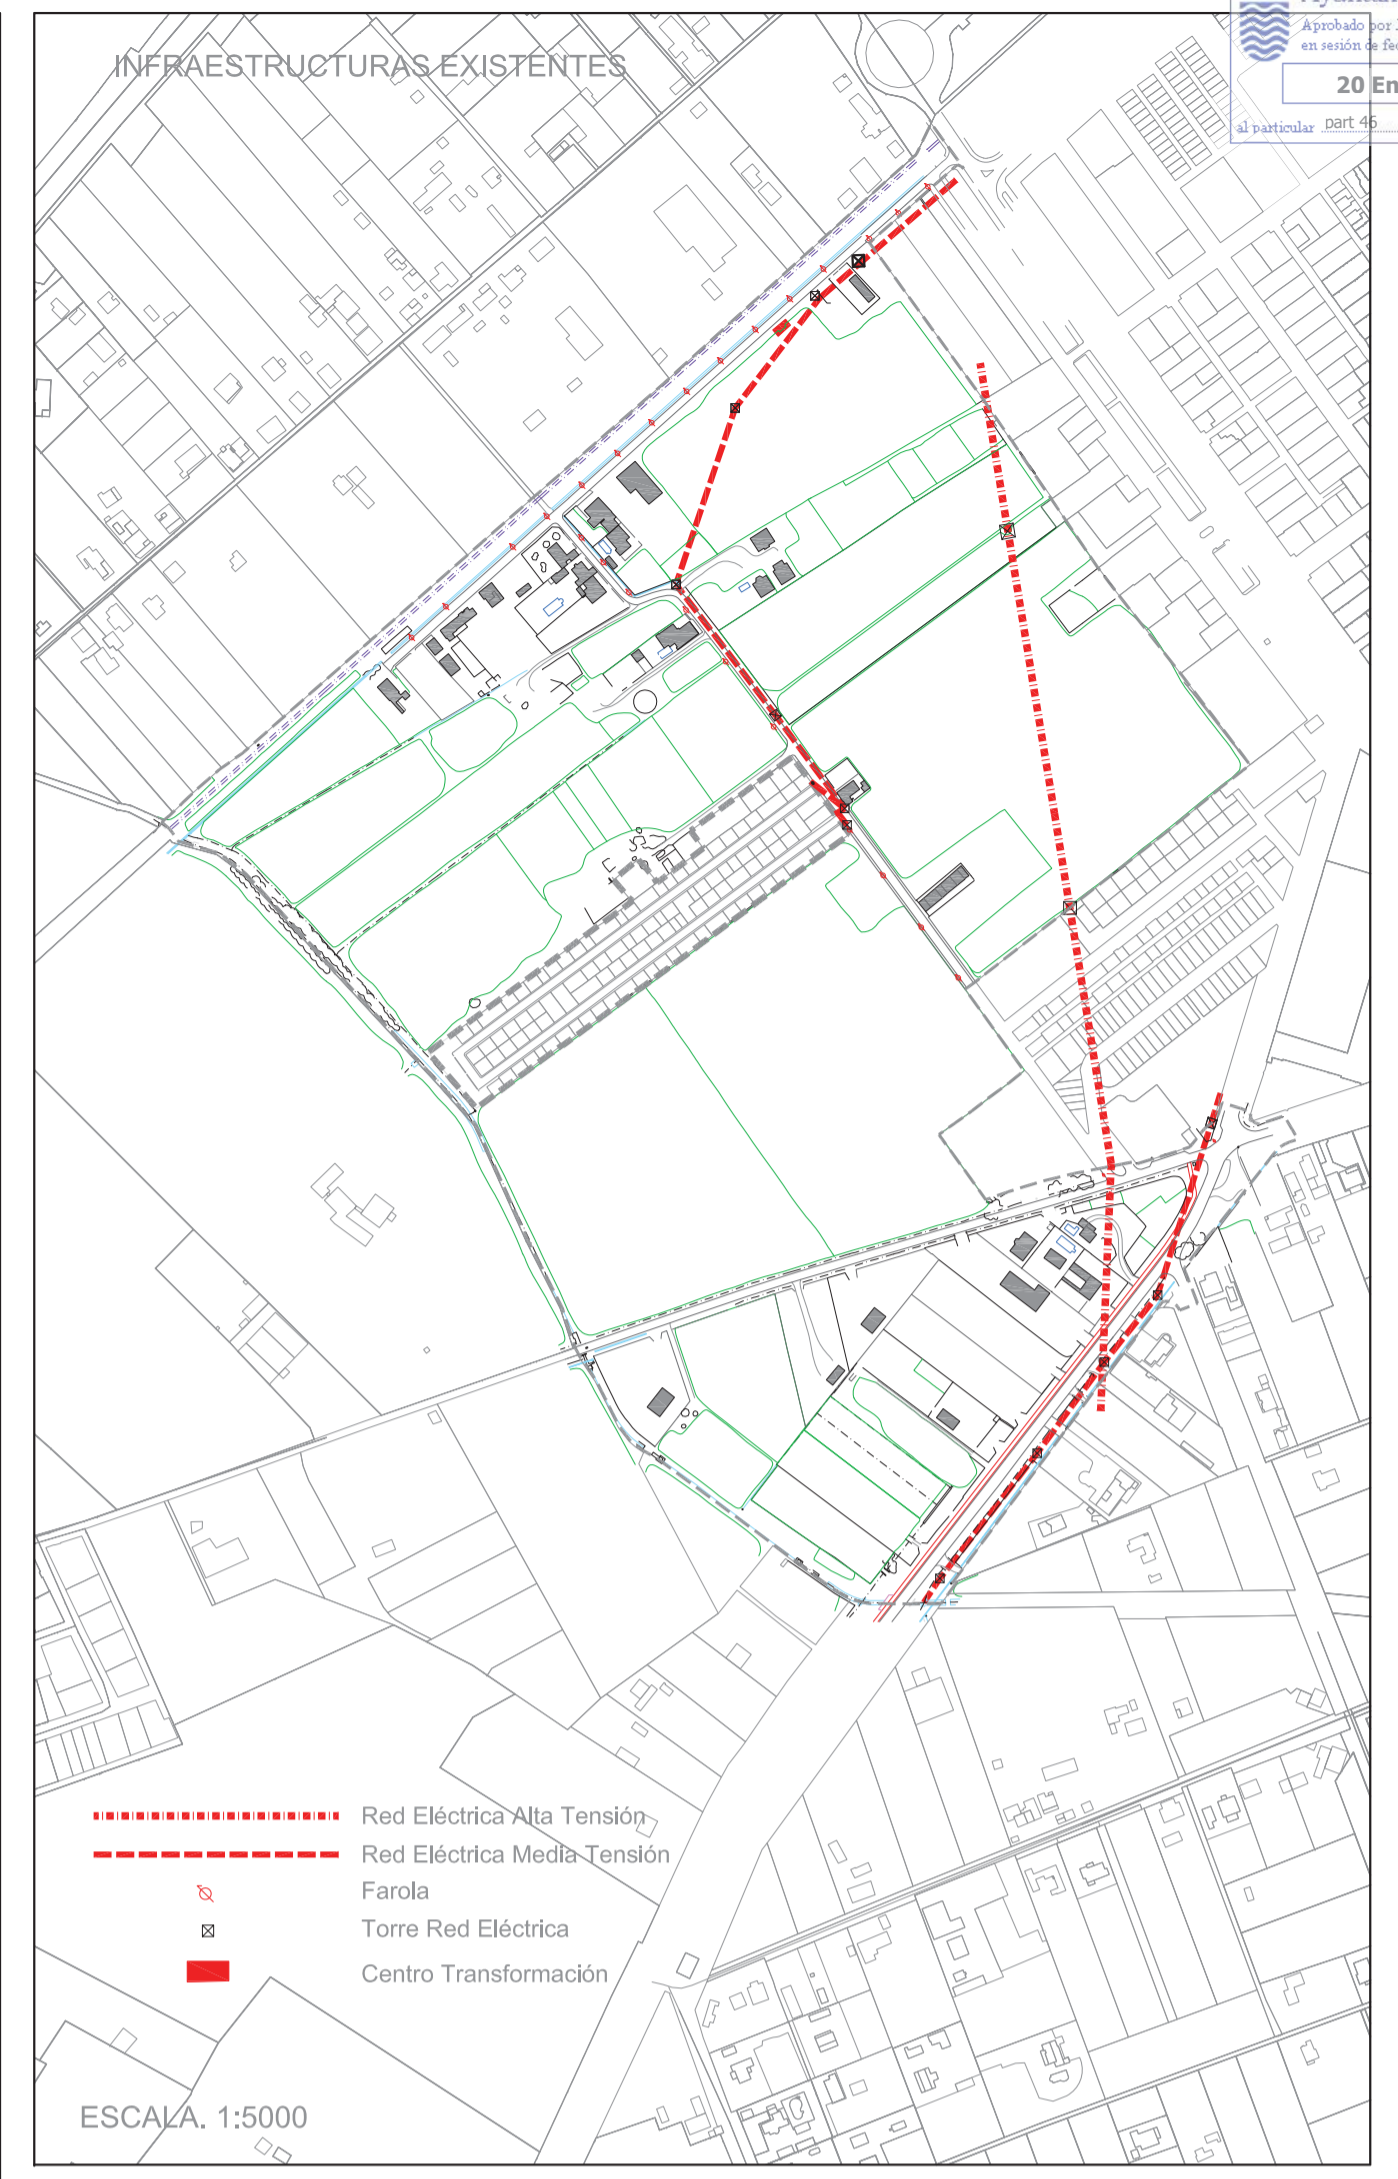 INFRAESTRUCTURAS EXISTENTES
Aprobado por
en sesión de
20 En
al particular part 46
Red Eléctrica Alta Tensión
Red Eléctrica Media Tensión
Farola
Torre Red Eléctrica
Centro Transformación
ESCALA. 1:5000